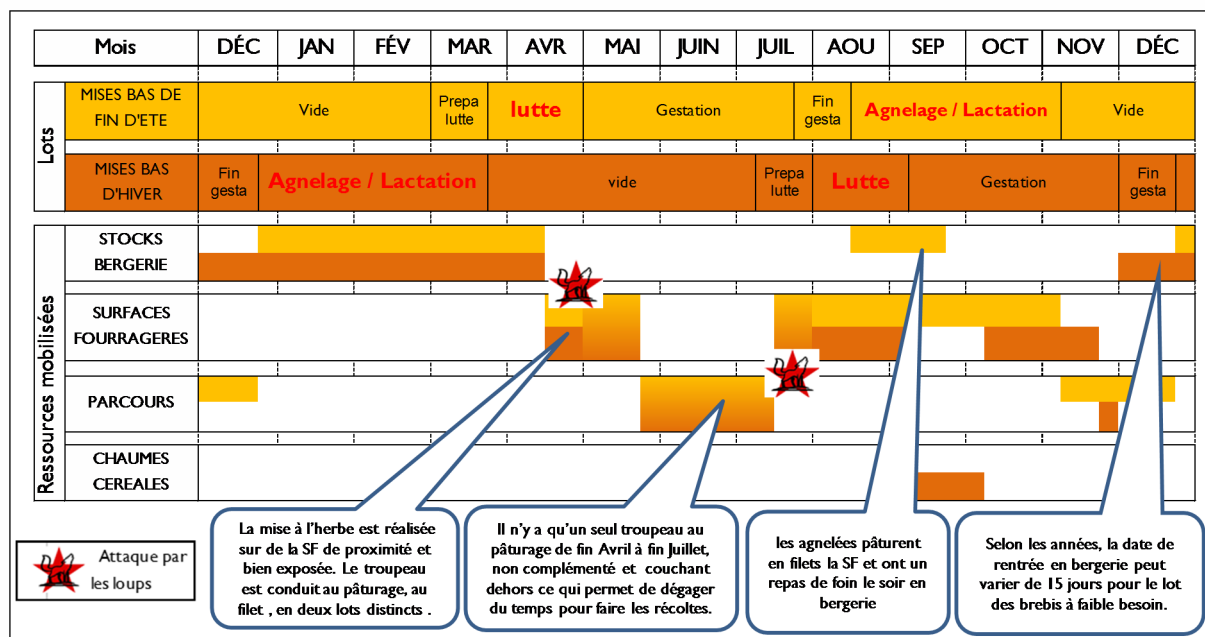 Mois DÉC JAN FÉV MAR AVR MAI JUIN JUIL AOU SEP OCT NOV DÉC
Lots
MISES BAS DE
FIN D'ETE
Vide
Prepa
lutte
lutte
Gestation
Fin
gesta
Agnelage / Lactation
Vide
MISES BAS
D'HIVER
Fin
gesta
Agnelage / Lactation
vide
Prepa
lutte
Lutte
Gestation
Fin
gesta
Ressources mobilisées
STOCKS
BERGERIE
SURFACES
FOURRAGERES
PARCOURS
CHAUMES
CEREALES
La mise à l'herbe est réalisée
sur de la SF de proximité et
bien exposée. Le troupeau
est conduit au pâturage, au
filet , en deux lots distincts .
Il n'y a qu'un seul troupeau au
pâturage de fin Avril à fin Juillet,
non complémenté et couchant
dehors ce qui permet de dégager
du temps pour faire les récoltes.
les agnelées pâturent
en filets la SF et ont un
repas de foin le soir en
bergerie
Selon les années, la date de
rentrée en bergerie peut
varier de 15 jours pour le lot
des brebis à faible besoin.
Attaque par
les loups